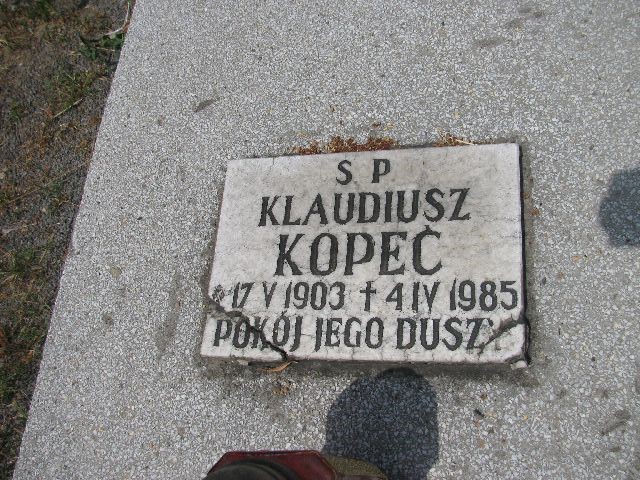 S P
KLAUDIUSZ
KOPEĆ
* 17 V 1903 † 4 IV 1985
POKÓJ JEGO DUSZY